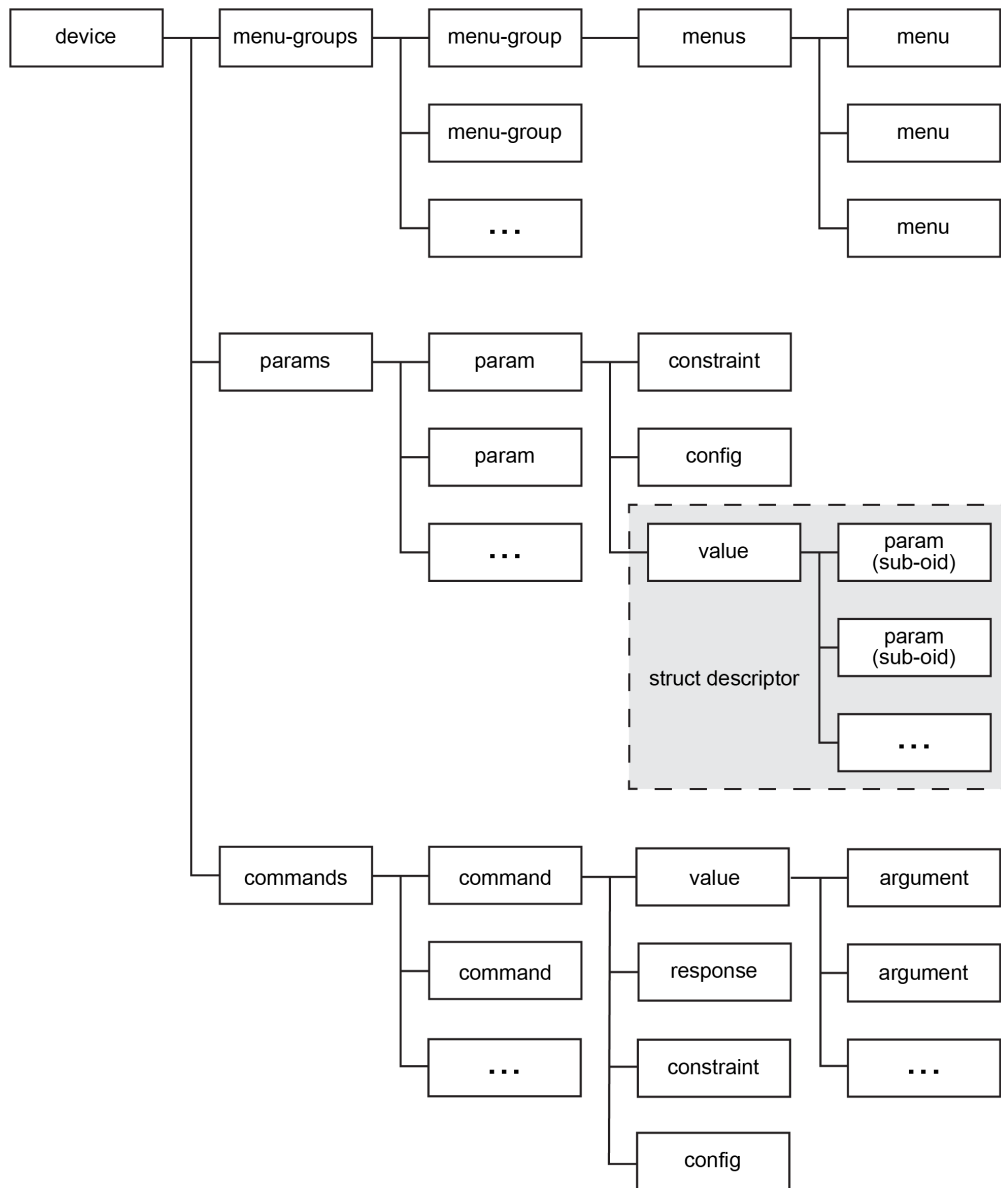 device
menu-groups
menu-group
menus
menu
menu-group
menu
...
menu
params
param
constraint
param
config
...
value
param
(sub-oid)
param
(sub-oid)
struct descriptor
...
commands
command
value
argument
command
response
argument
...
constraint
...
config